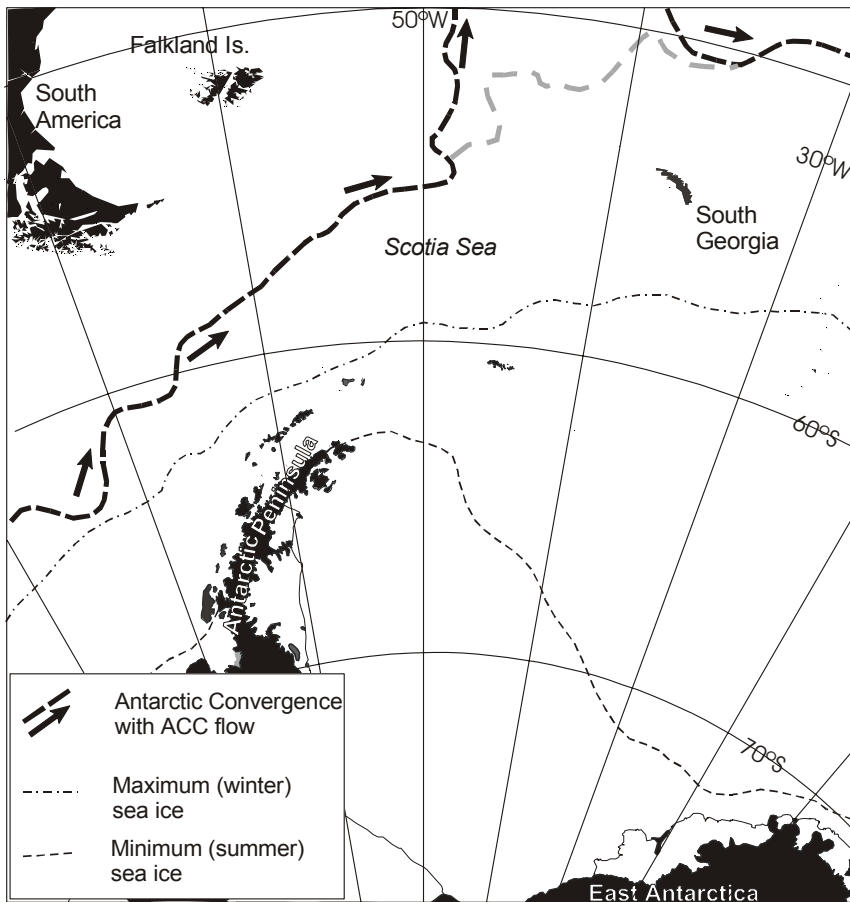 50°W
Falkland Is.
South
America
30°W
South
Georgia
Scotia Sea
60°S
Antarctic Peninsula
70°S
Antarctic Convergence
with ACC flow
Maximum (winter)
sea ice
Minimum (summer)
sea ice
East Antarctica